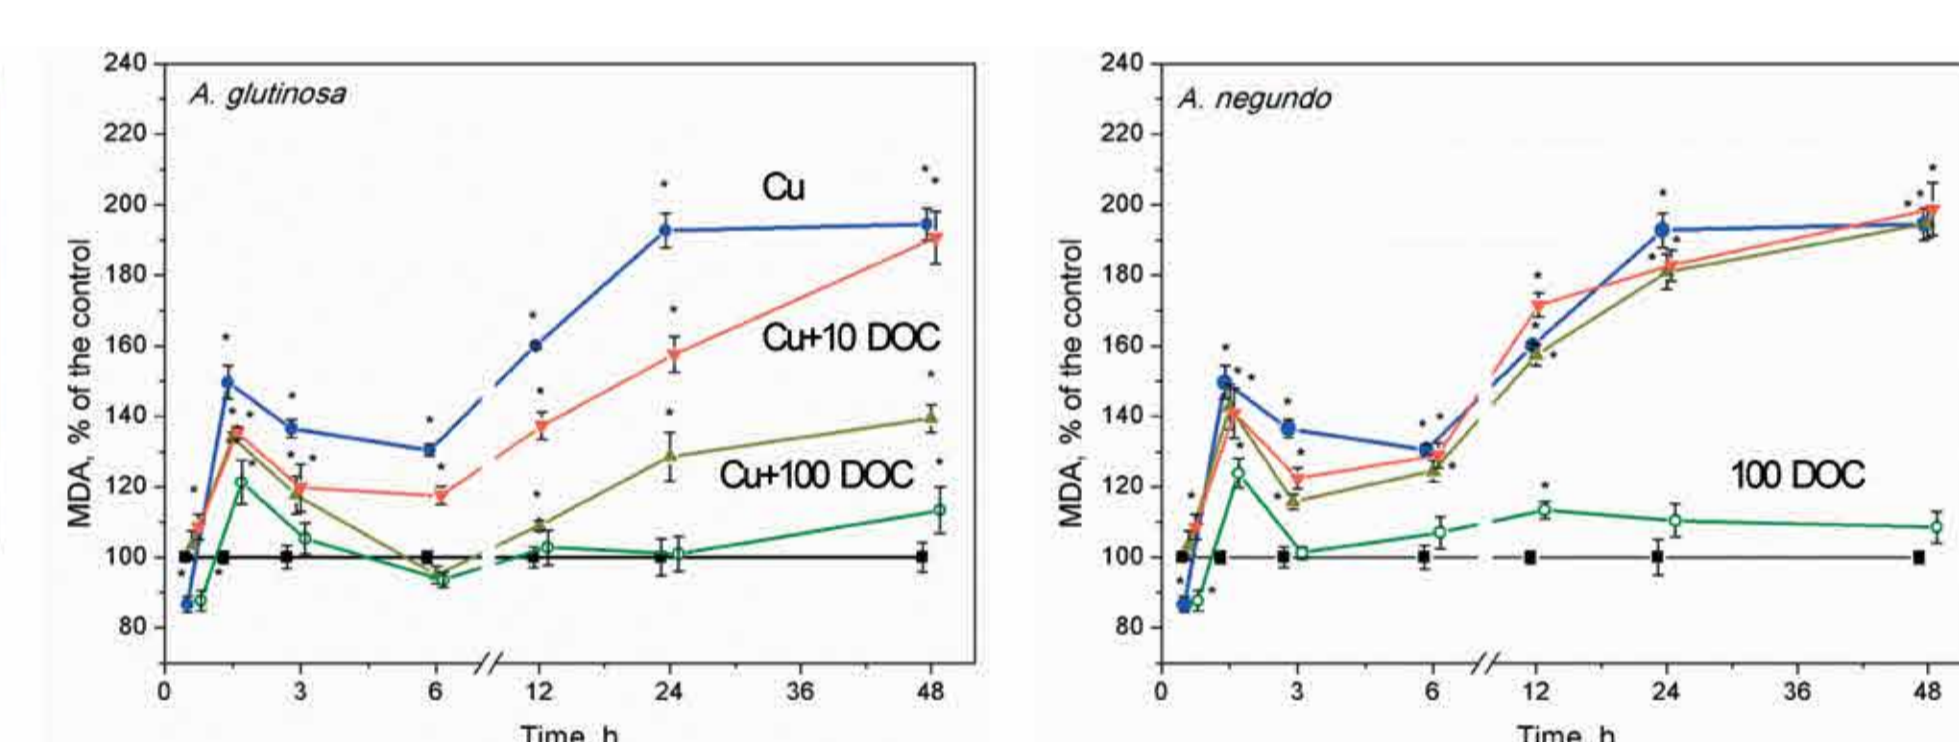 A. glutinosa
MDA, % of the control
240
220
200
180
160
140
120
100
80
Cu
Cu+10 DOC
Cu+100 DOC
0 3 6 12 24 36 48
Time, h
A. negundo
MDA, % of the control
240
220
200
180
160
140
120
100
80
100 DOC
0 3 6 12 24 36 48
Time, h